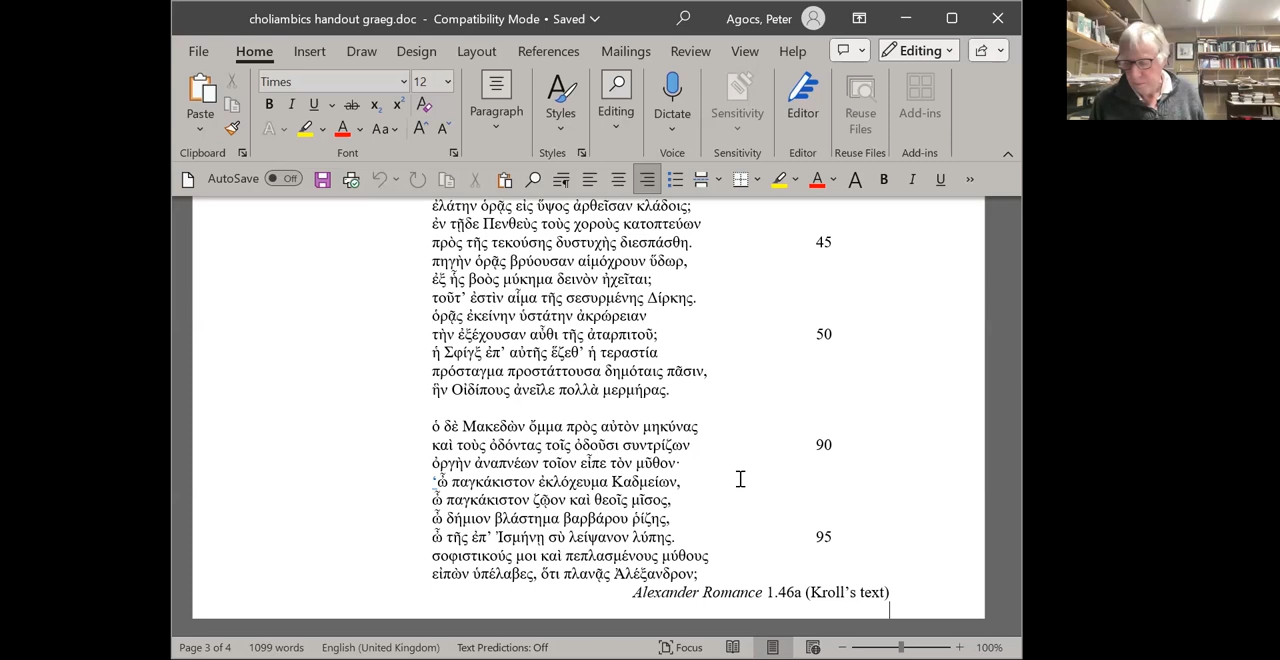 choliambics handout graeg.doc - Compatibility Mode • Saved
Agocs, Peter
File Home Insert Draw Design Layout References Mailings Review View Help Editing
Times 12
Paste Paragraph Styles Editing Dictate Sensitivity Editor Reuse Files Add-ins
Clipboard Font Styles Voice Sensitivity Editor Reuse Files Add-ins
AutoSave Off
ἐλάτην ὁρᾷς εἰς ὕψος ἀρθεῖσαν κλάδοις;
ἐν τῇδε Πενθεὺς τοὺς χοροὺς κατοπτεύων
πρὸς τῆς τεκούσης δυστυχὴς διεσπάσθη. 45
πηγὴν ὁρᾷς βρύουσαν αἱμόχρουν ὕδωρ,
ἐξ ἧς βοὸς μύκημα δεινὸν ἠχεῖται;
τοῦτ’ ἐστὶν αἷμα τῆς σεσυρμένης Δίρκης.
ὁρᾷς ἐκείνην ὑστάτην ἀκρώρειαν
τὴν ἐξέχουσαν αὖθι τῆς ἀταρπιτοῦ; 50
ἡ Σφίγξ ἐπ’ αὐτῆς ἕζεθ’ ἡ τεραστία
πρόσταγμα προστάττουσα δημόταις πᾶσιν,
ἣν Οἰδίπους ἀνεῖλε πολλὰ μερμήρας.
ὁ δὲ Μακεδὼν ὄμμα πρὸς αὐτὸν μηκύνας
καὶ τοὺς ὀδόντας τοῖς ὀδοῦσι συντρίζων 90
ὀργὴν ἀναπνέων τοῖον εἶπε τὸν μῦθον·
‘ὦ παγκάκιστον ἐκλόχευμα Καδμείων,
ὦ παγκάκιστον ζῷον καὶ θεοῖς μῖσος,
ὦ δήμιον βλάστημα βαρβάρου ῥίζης,
ὦ τῆς ἐπ’ Ἰσμήνῃ σὺ λείψανον λύπης. 95
σοφιστικούς μοι καὶ πεπλασμένους μύθους
εἰπὼν ὑπέλαβες, ὅτι πλανᾷς Ἀλέξανδρον;
Alexander Romance 1.46a (Kroll’s text)
Page 3 of 4 1099 words English (United Kingdom) Text Predictions: Off Focus 100%